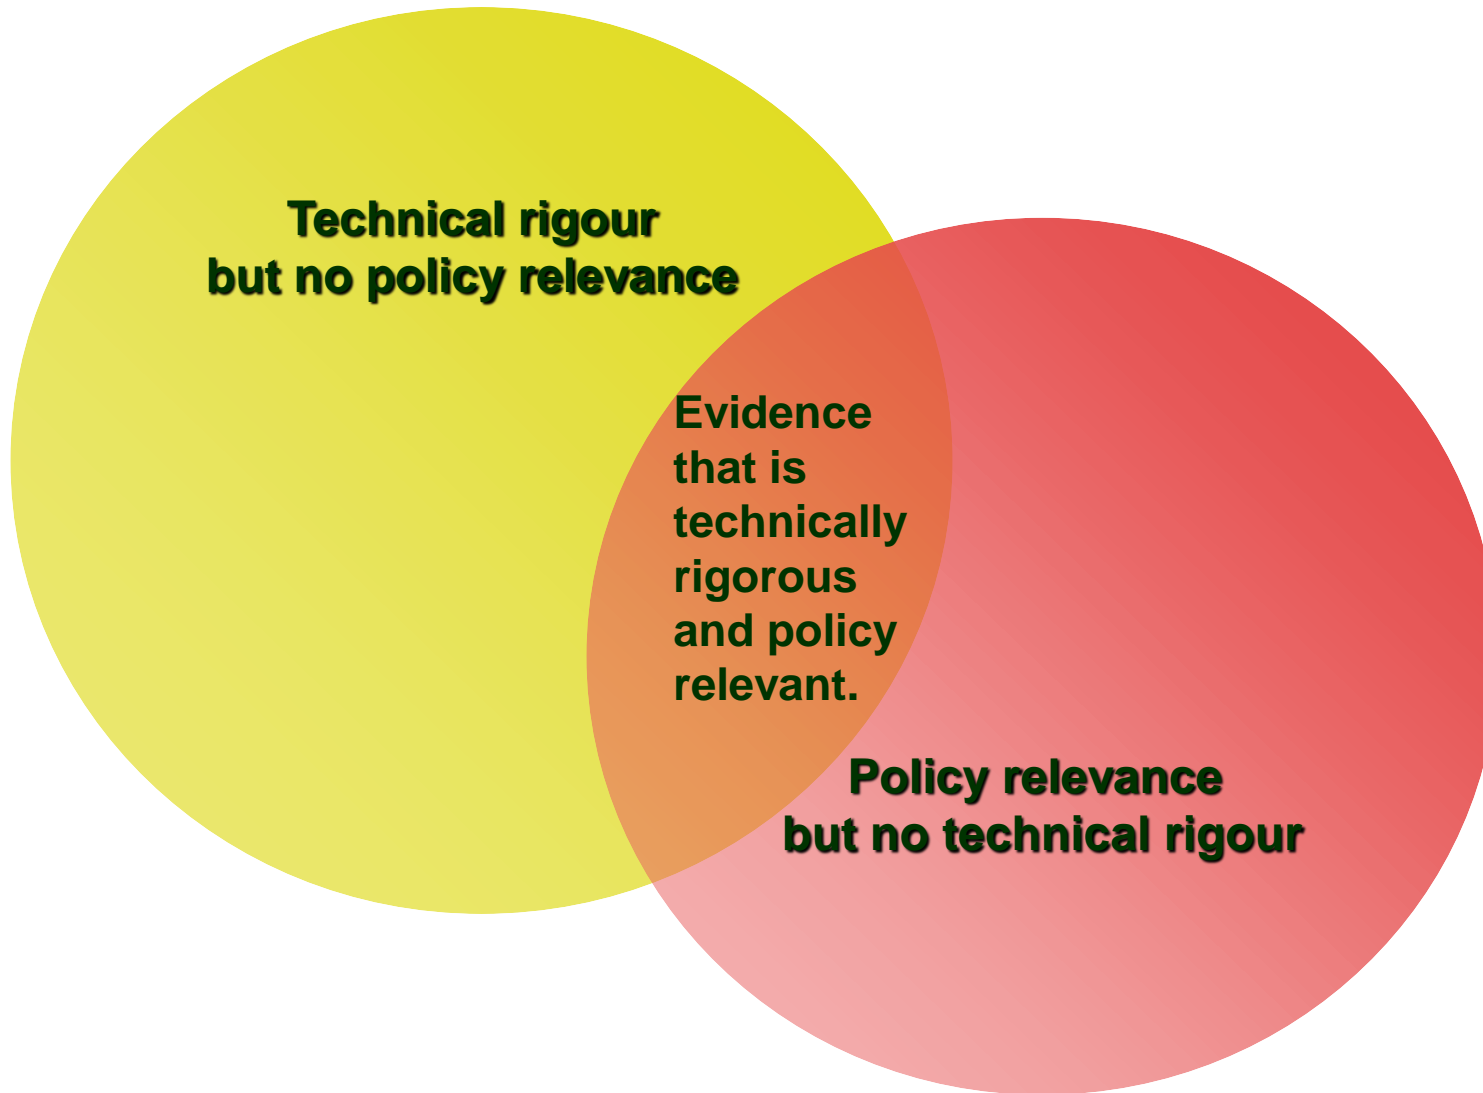 Technical rigour
but no policy relevance
Evidence
that is
technically
rigorous
and policy
relevant.
Policy relevance
but no technical rigour